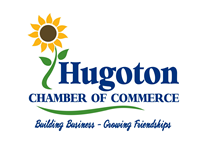 Hugoton
CHAMBER OF COMMERCE
Building Business - Growing Friendships